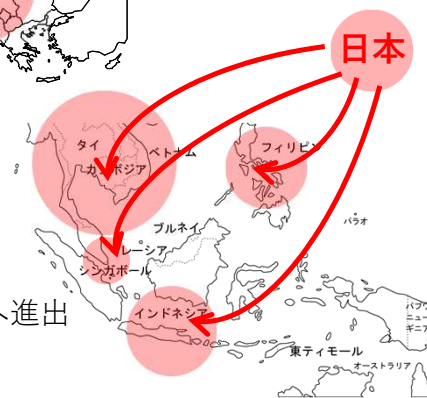 日本
タイ
ベトナム
カンボジア
フィリピン
パラオ
ブルネイ
レーシア
シンガポール
へ進出
インドネシア
パプ
ニュー
ギニア
東ティモール
オーストラリア